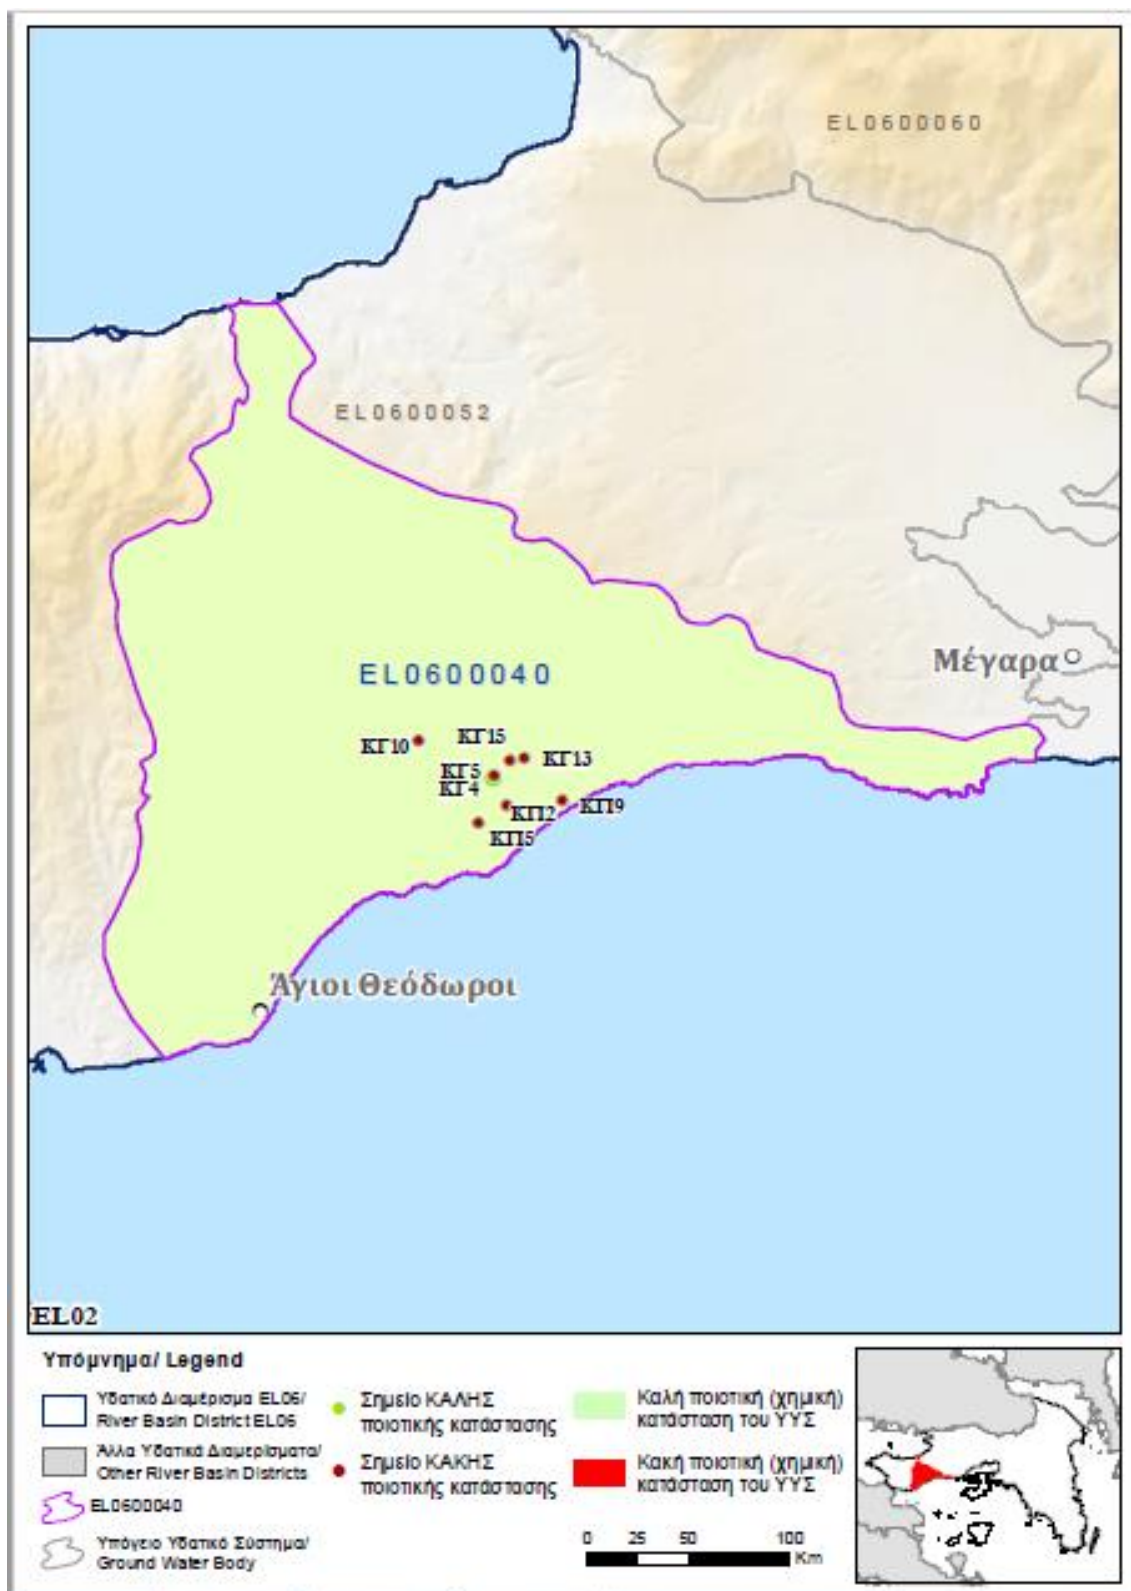 EL0600060
EL0600052
EL0600040
Μέγαρα
ΚΓ10
ΚΓ15
ΚΓ13
ΚΓ5
ΚΓ4
ΚΠ2
ΚΠ9
ΚΠ5
Άγιοι Θεόδωροι
EL02
Υπόμνημα/ Legend
Υδατικό Διαμέρισμα EL06/
River Basin District EL06
Άλλα Υδατικά Διαμερίσματα/
Other River Basin Districts
EL0600040
Υπόγειο Υδατικό Σύστημα/
Ground Water Body
Σημείο ΚΑΛΗΣ
ποιοτικής κατάστασης
Σημείο ΚΑΚΗΣ
ποιοτικής κατάστασης
Καλή ποιοτική (χημική)
κατάσταση του ΥΥΣ
Κακή ποιοτική (χημική)
κατάσταση του ΥΥΣ
0 25 50 100
Km